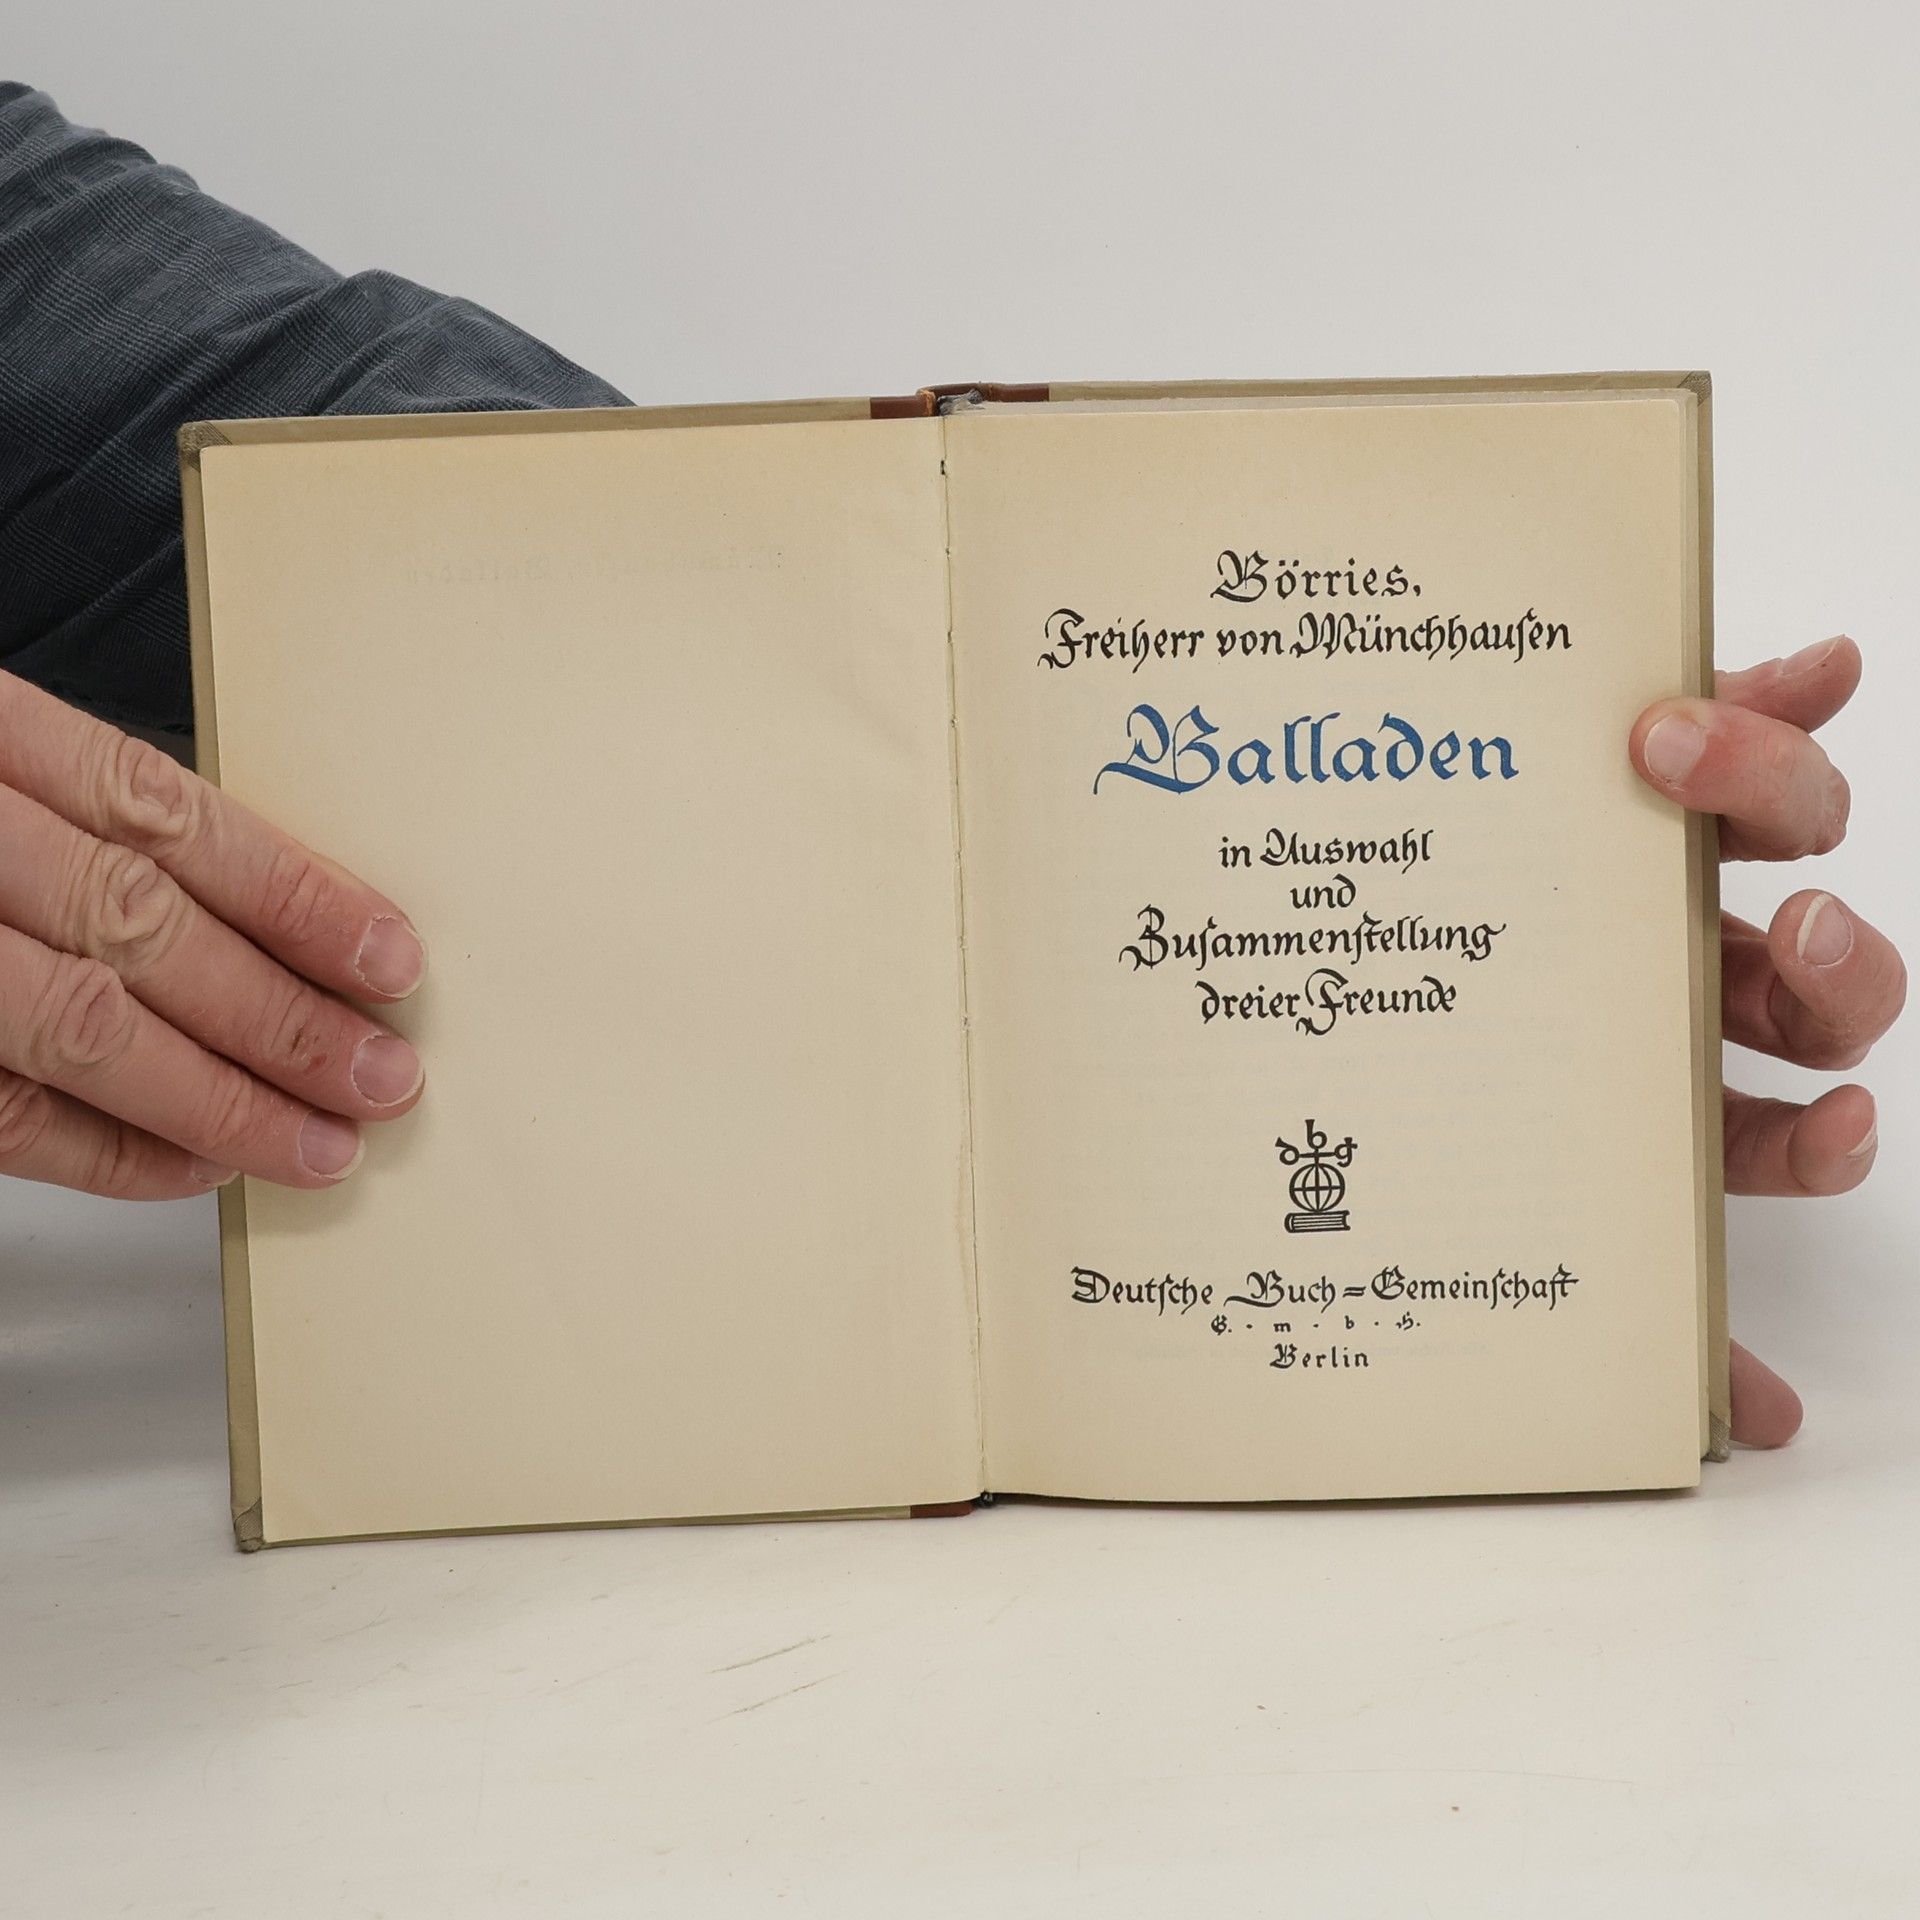 Börries,
Freiherr von Münchhauſen
Balladen
in Auswahl
und
Zuſammenſtellung
dreier Freunde
dbg
Deutſche Buch=Gemeinſchaft
G. · m · b · H.
Berlin